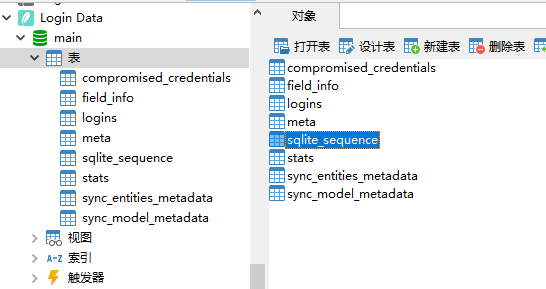 Login Data
main
表
compromised_credentials
field_info
logins
meta
sqlite_sequence
stats
sync_entities_metadata
sync_model_metadata
视图
索引
触发器
对象
打开表 设计表 新建表 删除表
compromised_credentials
field_info
logins
meta
sqlite_sequence
stats
sync_entities_metadata
sync_model_metadata